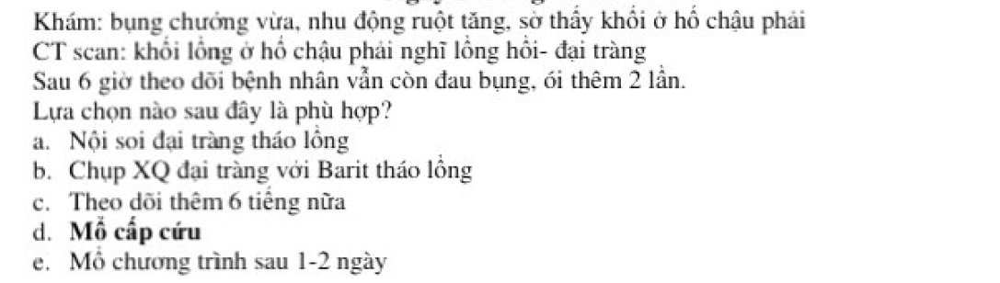 Khám: bụng chướng vừa, nhu động ruột tăng, sờ thấy khối ở hố chậu phải
CT scan: khối lồng ở hố chậu phải nghĩ lồng hồi- đại tràng
Sau 6 giờ theo dõi bệnh nhân vẫn còn đau bụng, ói thêm 2 lần.
Lựa chọn nào sau đây là phù hợp?
a. Nội soi đại tràng tháo lồng
b. Chụp XQ đại tràng với Barit tháo lồng
c. Theo dõi thêm 6 tiếng nữa
d. Mổ cấp cứu
e. Mổ chương trình sau 1-2 ngày